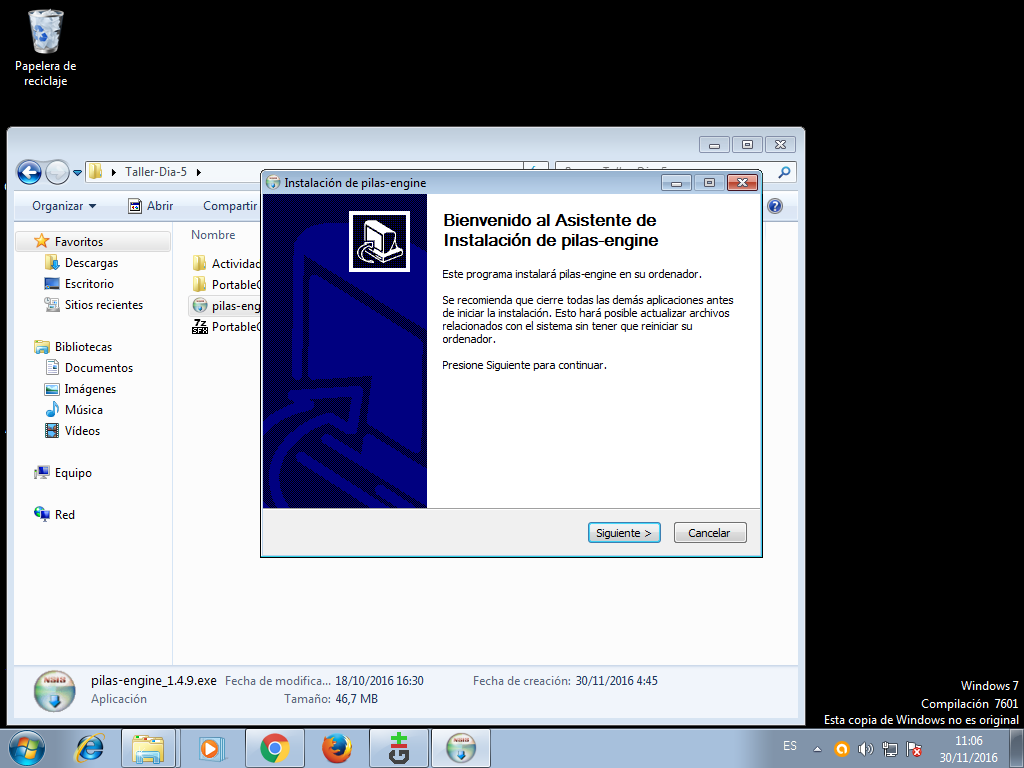 Papelera de
reciclaje
Taller-Dia-5
Organizar
Abrir
Compartir
Favoritos
Descargas
Escritorio
Sitios recientes
Bibliotecas
Documentos
Imágenes
Música
Vídeos
Equipo
Red
Nombre
Actividad
PortableG
pilas-eng
PortableG
Instalación de pilas-engine
Bienvenido al Asistente de
Instalación de pilas-engine
Este programa instalará pilas-engine en su ordenador.
Se recomienda que cierre todas las demás aplicaciones antes
de iniciar la instalación. Esto hará posible actualizar archivos
relacionados con el sistema sin tener que reiniciar su
ordenador.
Presione Siguiente para continuar.
Siguiente >
Cancelar
pilas-engine_1.4.9.exe Fecha de modifica... 18/10/2016 16:30 Fecha de creación: 30/11/2016 4:45
Aplicación Tamaño: 46,7 MB
Windows 7
Compilación 7601
Esta copia de Windows no es original
ES
11:06
30/11/2016